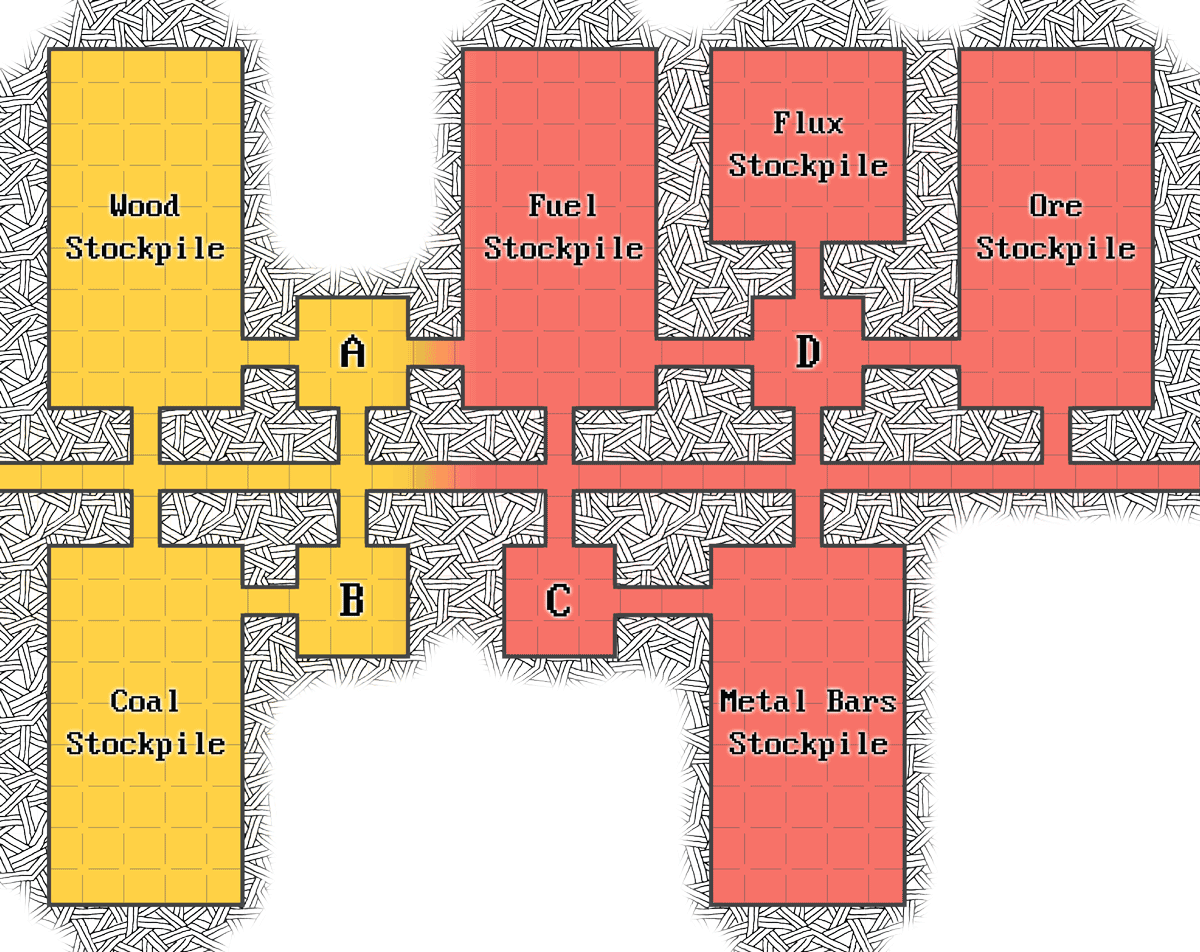 Wood
Stockpile
Fuel
Stockpile
Flux
Stockpile
Ore
Stockpile
A
D
B
C
Coal
Stockpile
Metal Bars
Stockpile